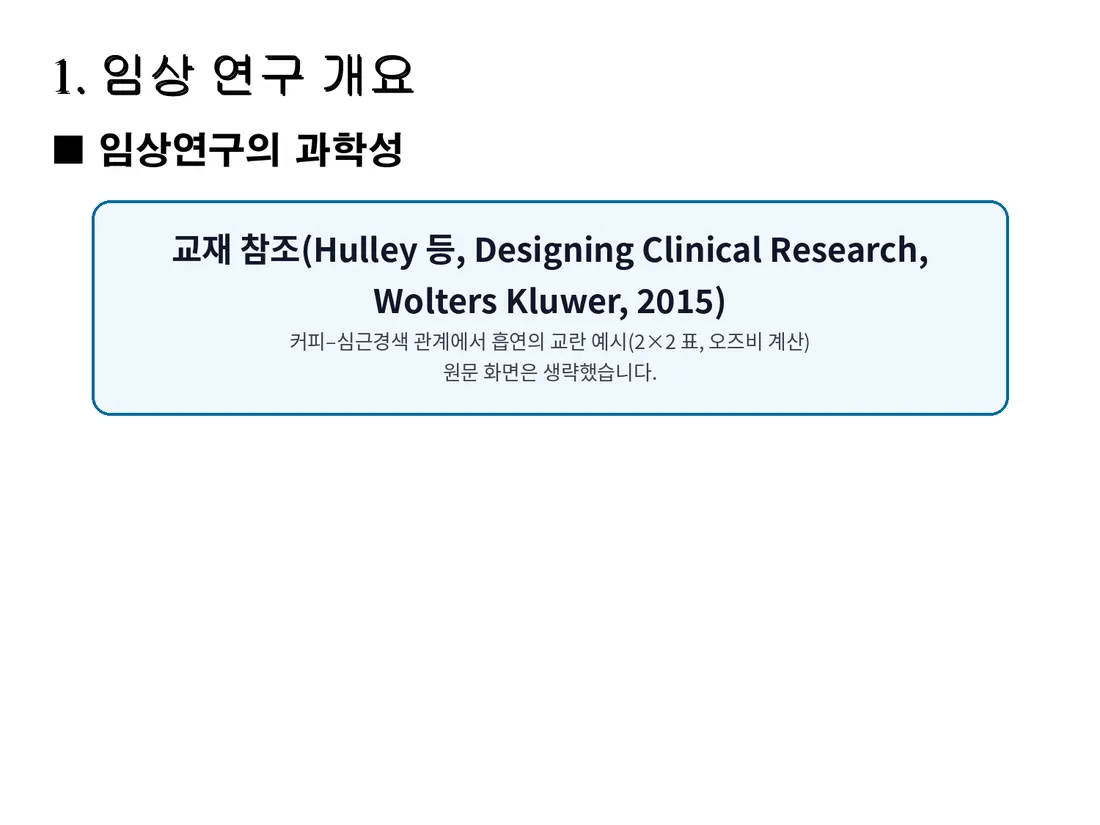 1. 임상 연구 개요
■ 임상연구의 과학성
교재 참조(Hulley 등, Designing Clinical Research,
Wolters Kluwer, 2015)
커피–심근경색 관계에서 흡연의 교란 예시(2×2 표, 오즈비 계산)
원문 화면은 생략했습니다.